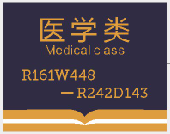 医学类
Medical class
R161W448
—R242D143